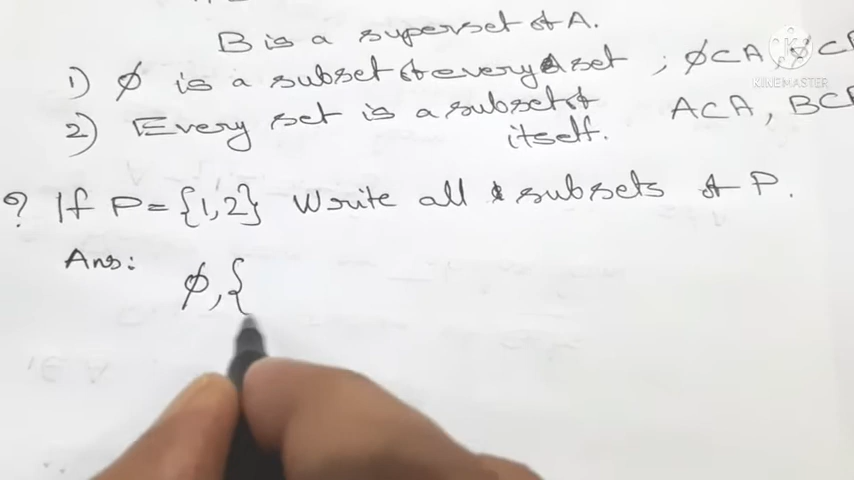 B is a superset of A.
1) ϕ is a subset of every set ; ϕ⊂A, ϕ⊂B
2) Every set is a subset of itself. A⊂A, B⊂B
? If P = {1,2} Write all subsets of P.
Ans: ϕ, {
KINEMASTER